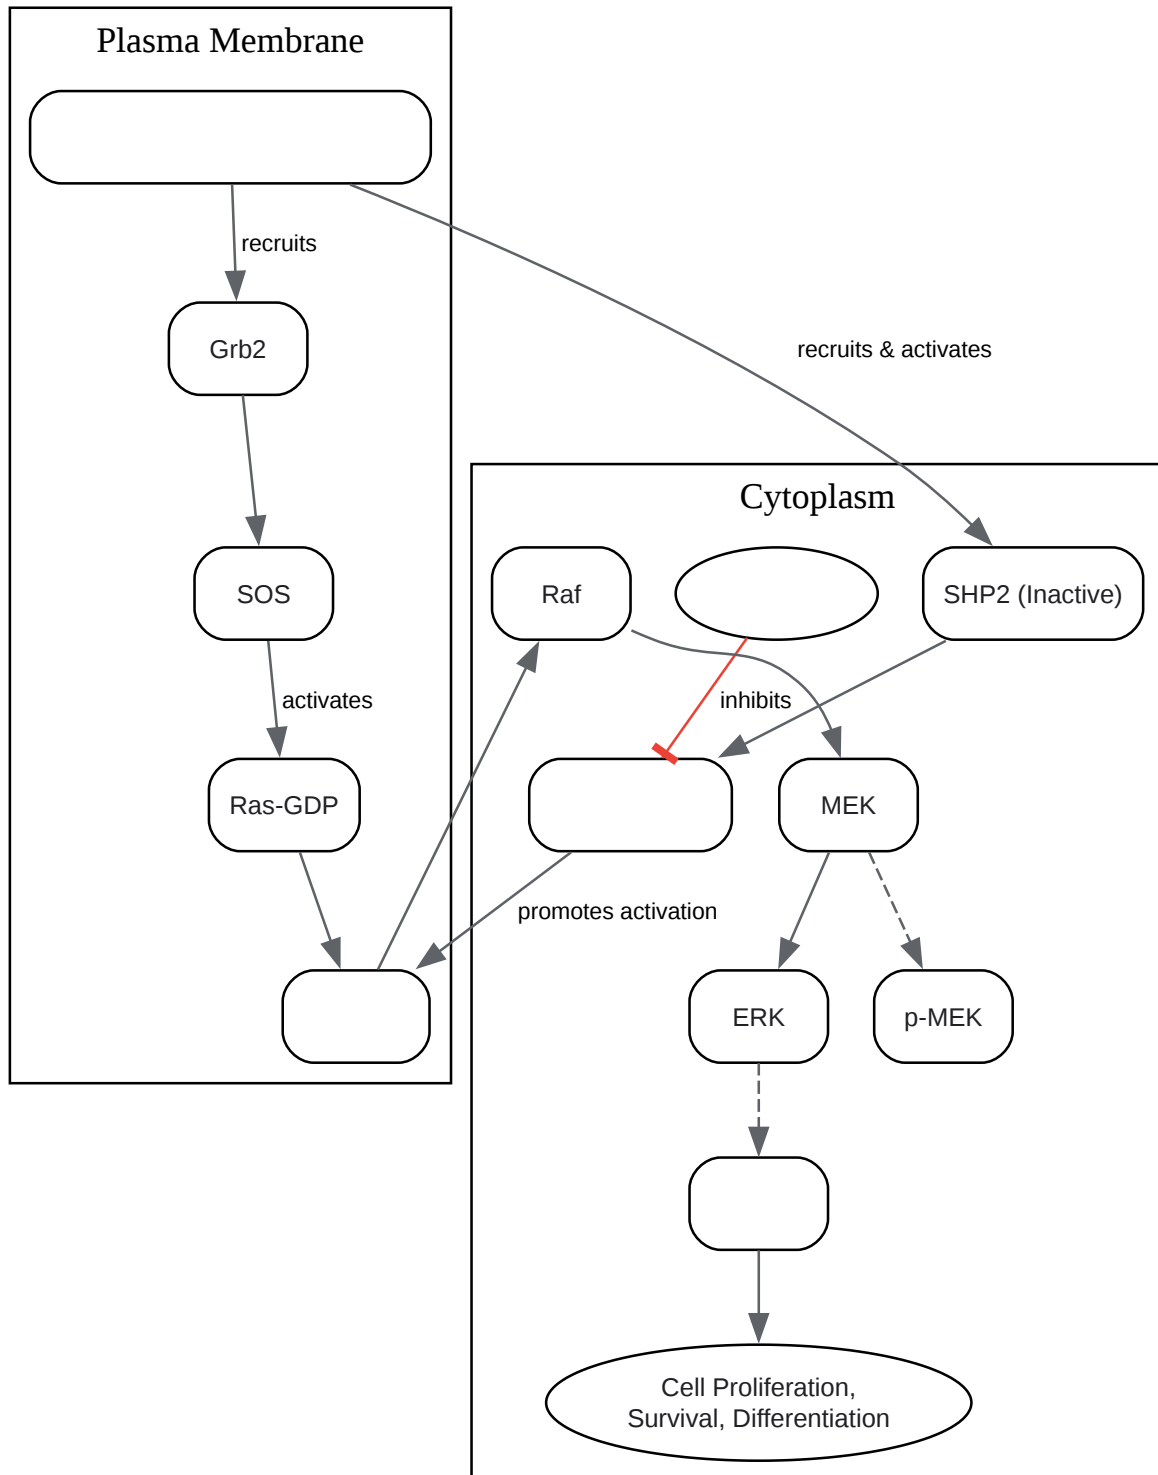 Plasma Membrane
recruits
Grb2
recruits & activates
Cytoplasm
SOS
Raf
SHP2 (Inactive)
activates
inhibits
Ras-GDP
MEK
promotes activation
ERK
p-MEK
Cell Proliferation,
Survival, Differentiation